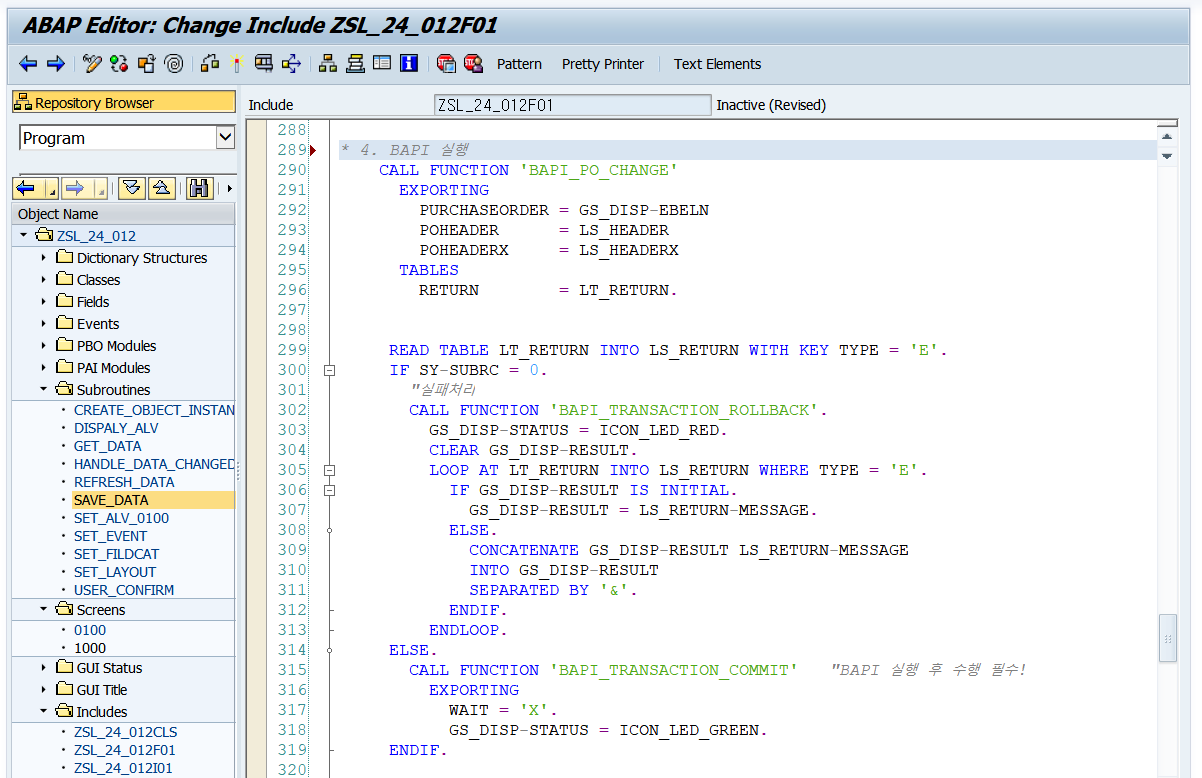 ABAP Editor: Change Include ZSL_24_012F01
Pattern Pretty Printer Text Elements
Repository Browser
Include ZSL_24_012F01 Inactive (Revised)
Program
Object Name
ZSL_24_012
Dictionary Structures
Classes
Fields
Events
PBO Modules
PAI Modules
Subroutines
CREATE_OBJECT_INSTAN
DISPALY_ALV
GET_DATA
HANDLE_DATA_CHANGED
REFRESH_DATA
SAVE_DATA
SET_ALV_0100
SET_EVENT
SET_FILDCAT
SET_LAYOUT
USER_CONFIRM
Screens
0100
1000
GUI Status
GUI Title
Includes
ZSL_24_012CLS
ZSL_24_012F01
ZSL_24_012I01
288
289 * 4. BAPI 실행
290 CALL FUNCTION 'BAPI_PO_CHANGE'
291 EXPORTING
292 PURCHASEORDER = GS_DISP-EBELN
293 POHEADER = LS_HEADER
294 POHEADERX = LS_HEADERX
295 TABLES
296 RETURN = LT_RETURN.
297
298
299 READ TABLE LT_RETURN INTO LS_RETURN WITH KEY TYPE = 'E'.
300 IF SY-SUBRC = 0.
301 "실패처리
302 CALL FUNCTION 'BAPI_TRANSACTION_ROLLBACK'.
303 GS_DISP-STATUS = ICON_LED_RED.
304 CLEAR GS_DISP-RESULT.
305 LOOP AT LT_RETURN INTO LS_RETURN WHERE TYPE = 'E'.
306 IF GS_DISP-RESULT IS INITIAL.
307 GS_DISP-RESULT = LS_RETURN-MESSAGE.
308 ELSE.
309 CONCATENATE GS_DISP-RESULT LS_RETURN-MESSAGE
310 INTO GS_DISP-RESULT
311 SEPARATED BY '&'.
312 ENDIF.
313 ENDLOOP.
314 ELSE.
315 CALL FUNCTION 'BAPI_TRANSACTION_COMMIT' "BAPI 실행 후 수행 필수!
316 EXPORTING
317 WAIT = 'X'.
318 GS_DISP-STATUS = ICON_LED_GREEN.
319 ENDIF.
320